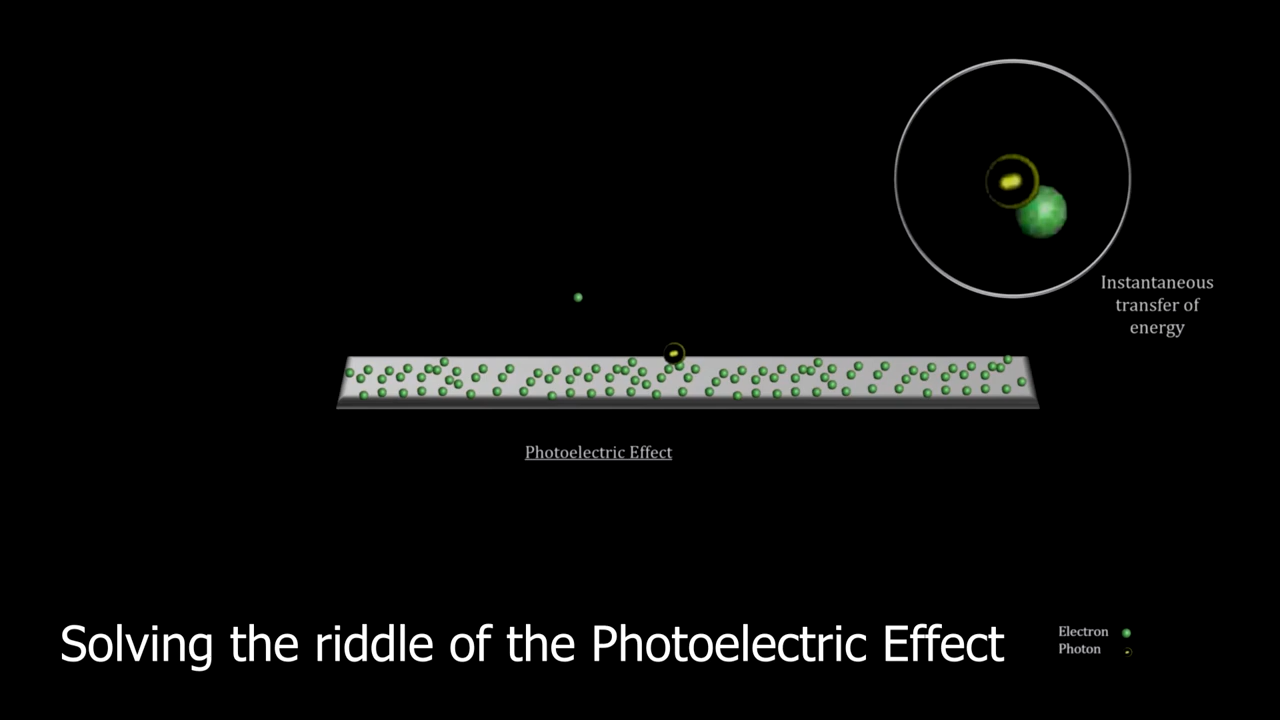 Instantaneous
transfer of
energy
Photoelectric Effect
Solving the riddle of the Photoelectric Effect
Electron
Photon